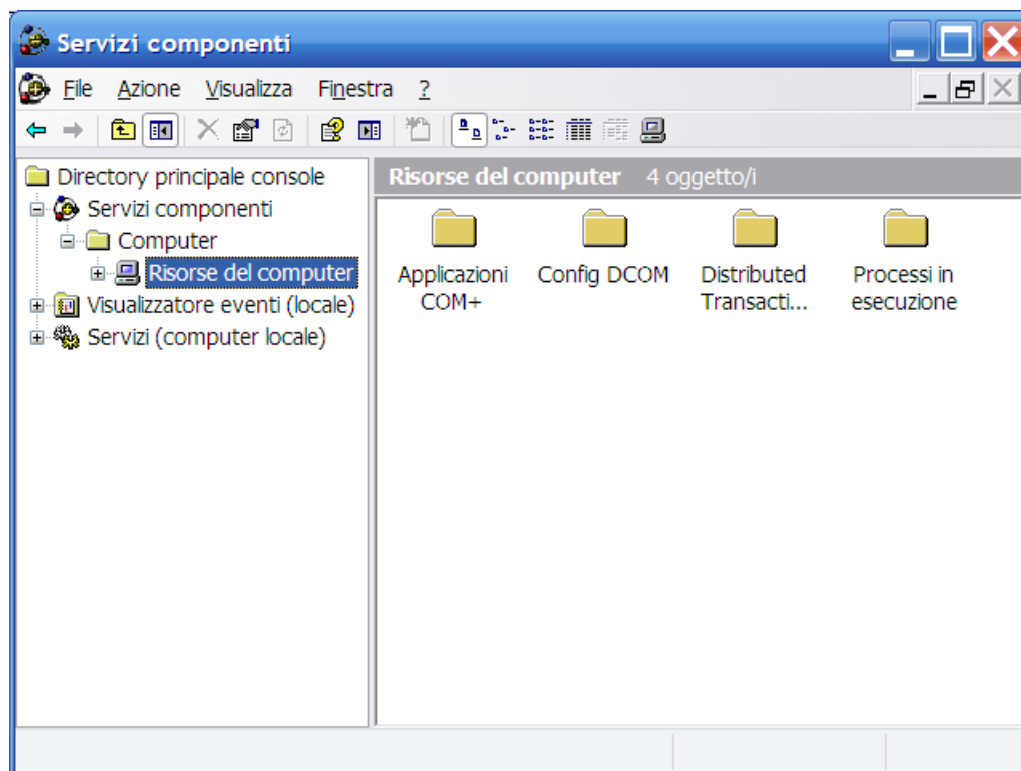 Servizi componenti
File Azione Visualizza Finestra ?
Directory principale console
Servizi componenti
Computer
Risorse del computer
Visualizzatore eventi (locale)
Servizi (computer locale)
Risorse del computer 4 oggetto/i
Applicazioni COM+
Config DCOM
Distributed Transacti...
Processi in esecuzione